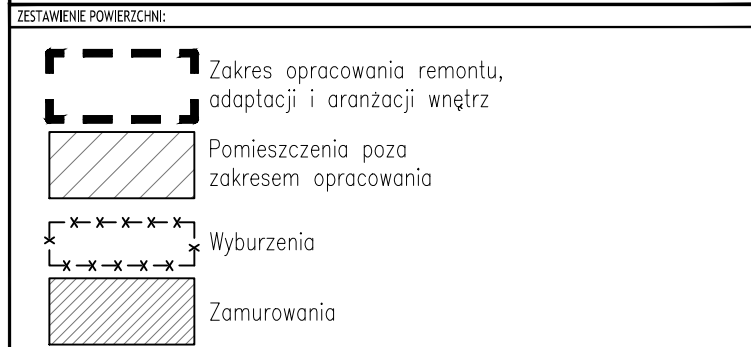 ZESTAWIENIE POWIERZCHNI:
Zakres opracowania remontu,
adaptacji i aranżacji wnętrz
Pomieszczenia poza
zakresem opracowania
Wyburzenia
Zamurowania